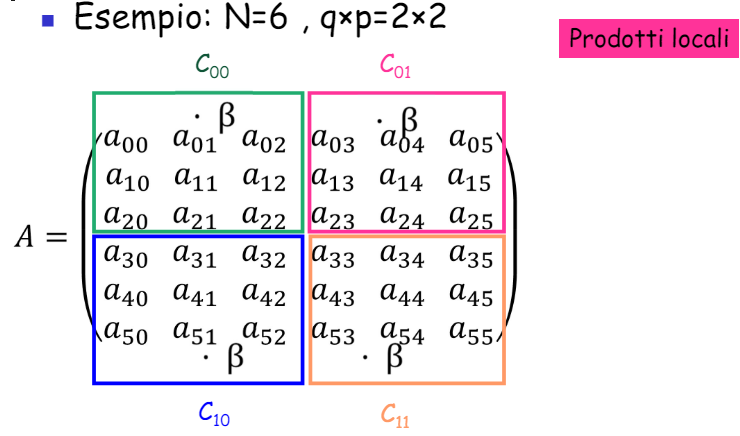 ▪ Esempio: N=6 , q×p=2×2
Prodotti locali
C₀₀ C₀₁
· β · β
a₀₀ a₀₁ a₀₂ a₀₃ a₀₄ a₀₅
a₁₀ a₁₁ a₁₂ a₁₃ a₁₄ a₁₅
a₂₀ a₂₁ a₂₂ a₂₃ a₂₄ a₂₅
A =
a₃₀ a₃₁ a₃₂ a₃₃ a₃₄ a₃₅
a₄₀ a₄₁ a₄₂ a₄₃ a₄₄ a₄₅
a₅₀ a₅₁ a₅₂ a₅₃ a₅₄ a₅₅
· β · β
C₁₀ C₁₁